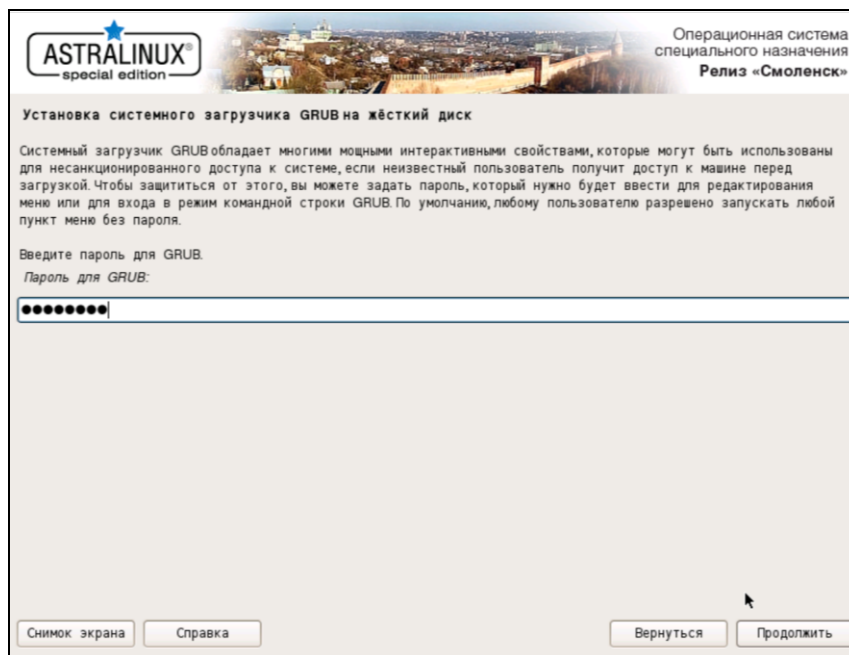 ASTRALINUX®
special edition
Операционная система
специального назначения
Релиз «Смоленск»
Установка системного загрузчика GRUB на жёсткий диск
Системный загрузчик GRUB обладает многими мощными интерактивными свойствами, которые могут быть использованы
для несанкционированного доступа к системе, если неизвестный пользователь получит доступ к машине перед
загрузкой. Чтобы защититься от этого, вы можете задать пароль, который нужно будет ввести для редактирования
меню или для входа в режим командной строки GRUB. По умолчанию, любому пользователю разрешено запускать любой
пункт меню без пароля.
Введите пароль для GRUB.
Пароль для GRUB:
●●●●●●●●
Снимок экрана
Справка
Вернуться
Продолжить